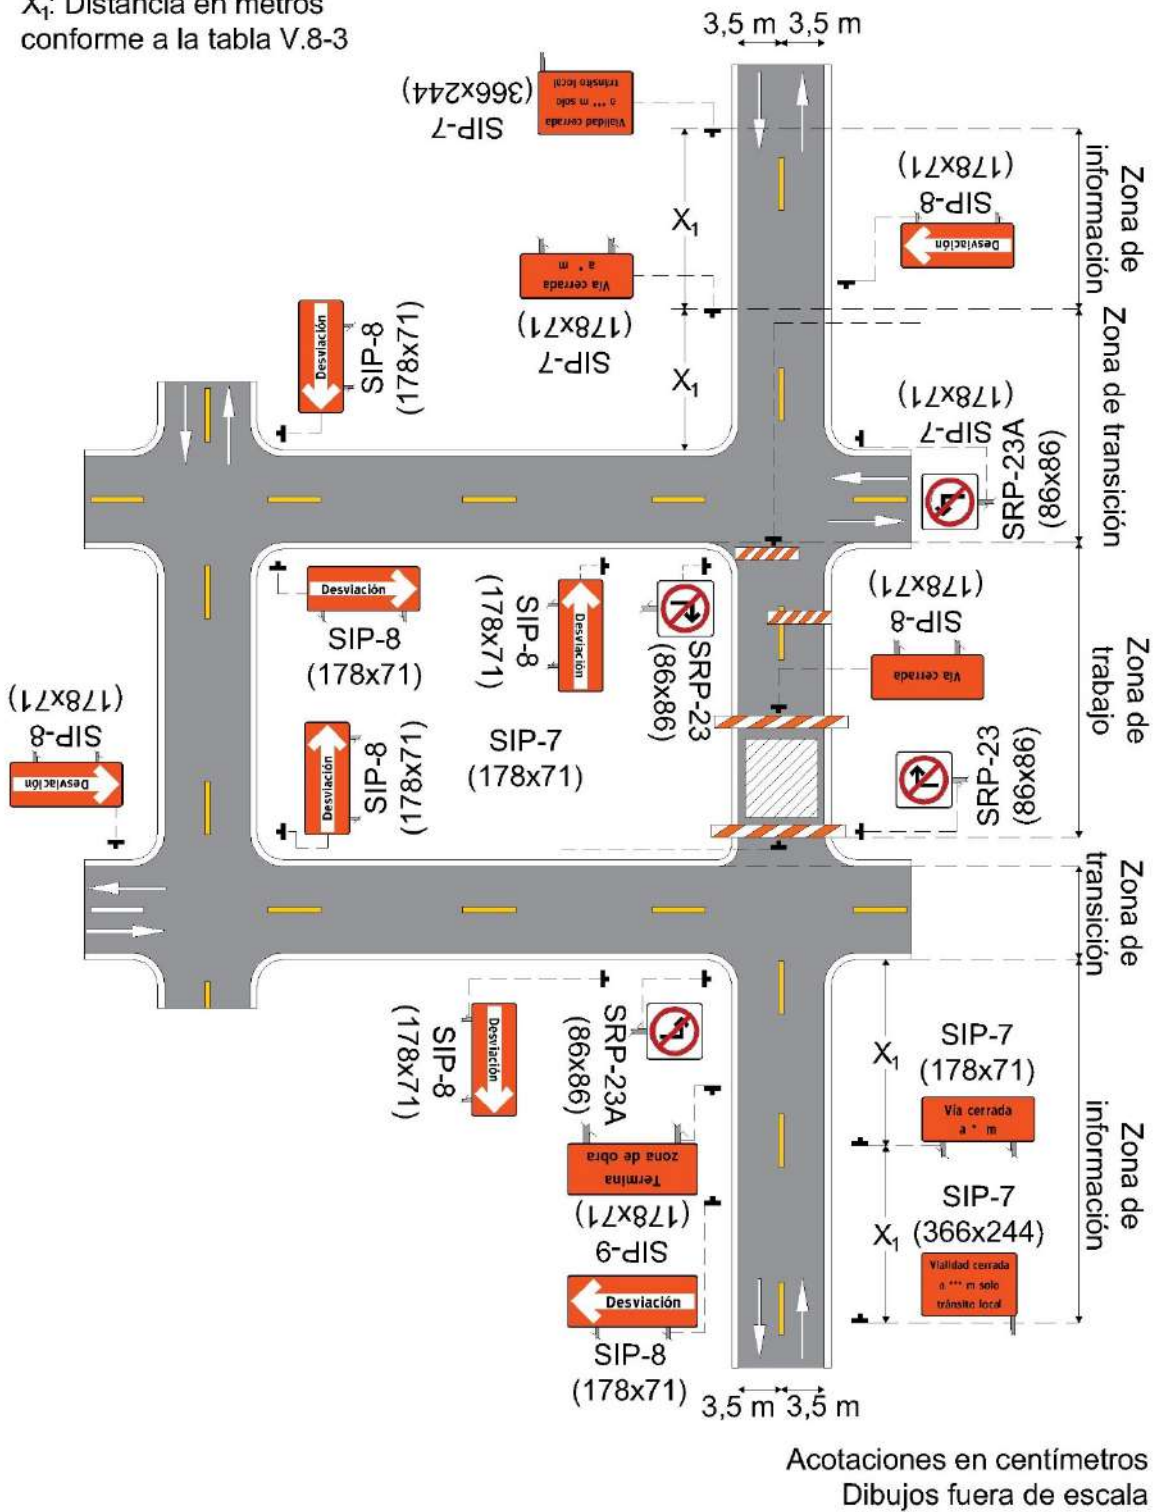 X₁: Distancia en metros
conforme a la tabla V.8-3
3,5 m 3,5 m
Vialidad cerrada
a *** m solo
tránsito local
SIP-7
(366x244)
Zona de
información
SIP-8
(178x71)
Desviación
X₁
Vía cerrada
a * m
SIP-7
(178x71)
X₁
Desviación
SIP-8
(178x71)
Zona de transición
SIP-7
(178x71)
SRP-23A
(86x86)
Desviación
SIP-8
(178x71)
Desviación
SIP-8
(178x71)
SRP-23
(86x86)
SIP-8
(178x71)
Vía cerrada
Zona de
trabajo
SIP-8
(178x71)
Desviación
Desviación
SIP-8
(178x71)
SIP-7
(178x71)
SRP-23
(86x86)
Zona de
transición
Desviación
SIP-8
(178x71)
SRP-23A
(86x86)
X₁
SIP-7
(178x71)
Vía cerrada
a * m
Zona de
información
Termina
zona de obra
SIP-9
(178x71)
X₁
SIP-7
(366x244)
Vialidad cerrada
a *** m solo
tránsito local
Desviación
SIP-8
(178x71)
3,5 m 3,5 m
Acotaciones en centímetros
Dibujos fuera de escala